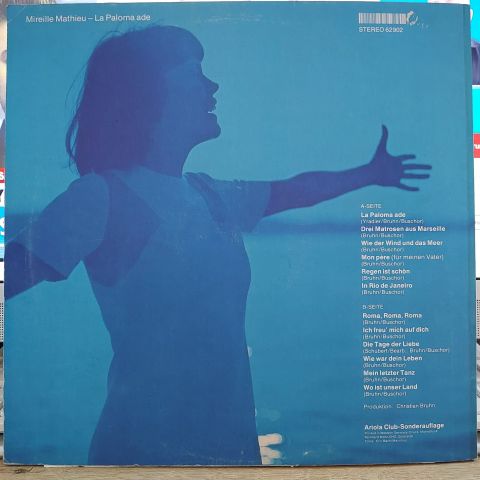 Mireille Mathieu – La Paloma ade
STEREO 62902
A-SEITE
La Paloma ade
(Yradier/Bruhn/Buschor)
Drei Matrosen aus Marseille
(Bruhn/Buschor)
Wie der Wind und das Meer
(Bruhn/Buschor)
Mon père (für meinen Vater)
(Bruhn/Buschor)
Regen ist schön
(Bruhn/Buschor)
In Rio de Janeiro
(Bruhn/Buschor)
B-SEITE
Roma, Roma, Roma
(Bruhn/Buschor)
Ich freu' mich auf dich
(Bruhn/Buschor)
Die Tage der Liebe
(Schubert/Bearb.: Bruhn/Buschor)
Wie war dein Leben
(Bruhn/Buschor)
Mein letzter Tanz
(Bruhn/Buschor)
Wo ist unser Land
(Bruhn/Buschor)
Produktion: Christian Bruhn
Ariola Club-Sonderauflage